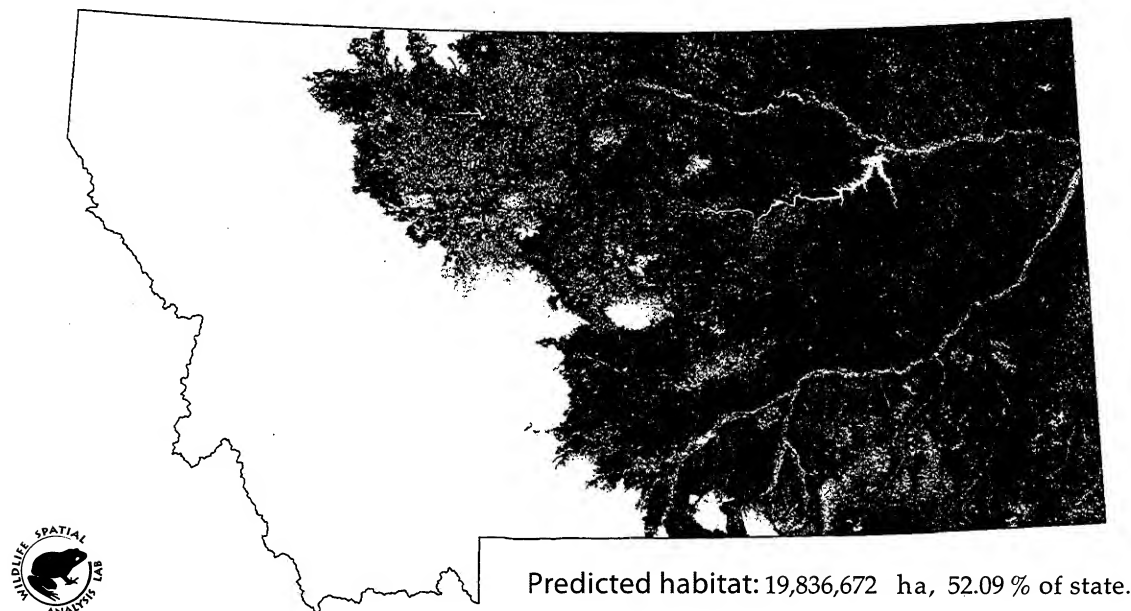 WILDLIFE SPATIAL
ANALYSIS LAB
Predicted habitat: 19,836,672 ha, 52.09 % of state.